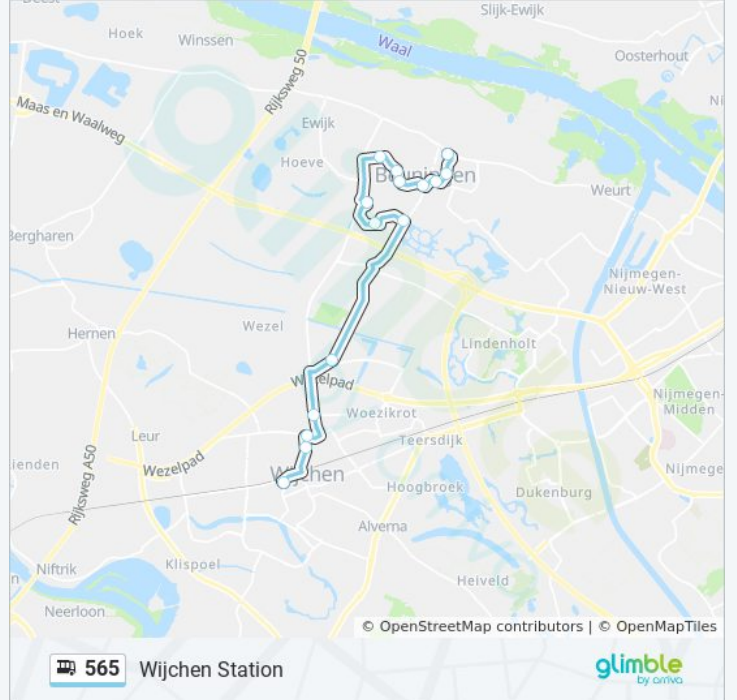 Slijk-Ewijk
Hoek
Winssen
Waal
Oosterhout
Rijksweg 50
Maas en Waalweg
Ewijk
Hoeve
Weurt
Bergharen
Nijmegen-
Nieuw-West
Wezel
Hernen
Lindenholt
Wezelpad
Nijmegen-
Midden
Woezikrot
Leur
Teersdijk
Wezelpad
Wijchen
Nijmege
Hoogbroek
Dukenburg
Rijksweg A50
Alverna
Klispoel
Niftrik
Heiveld
Neerloon
© OpenStreetMap contributors | © OpenMapTiles
565 Wijchen Station
glimble
by arriva